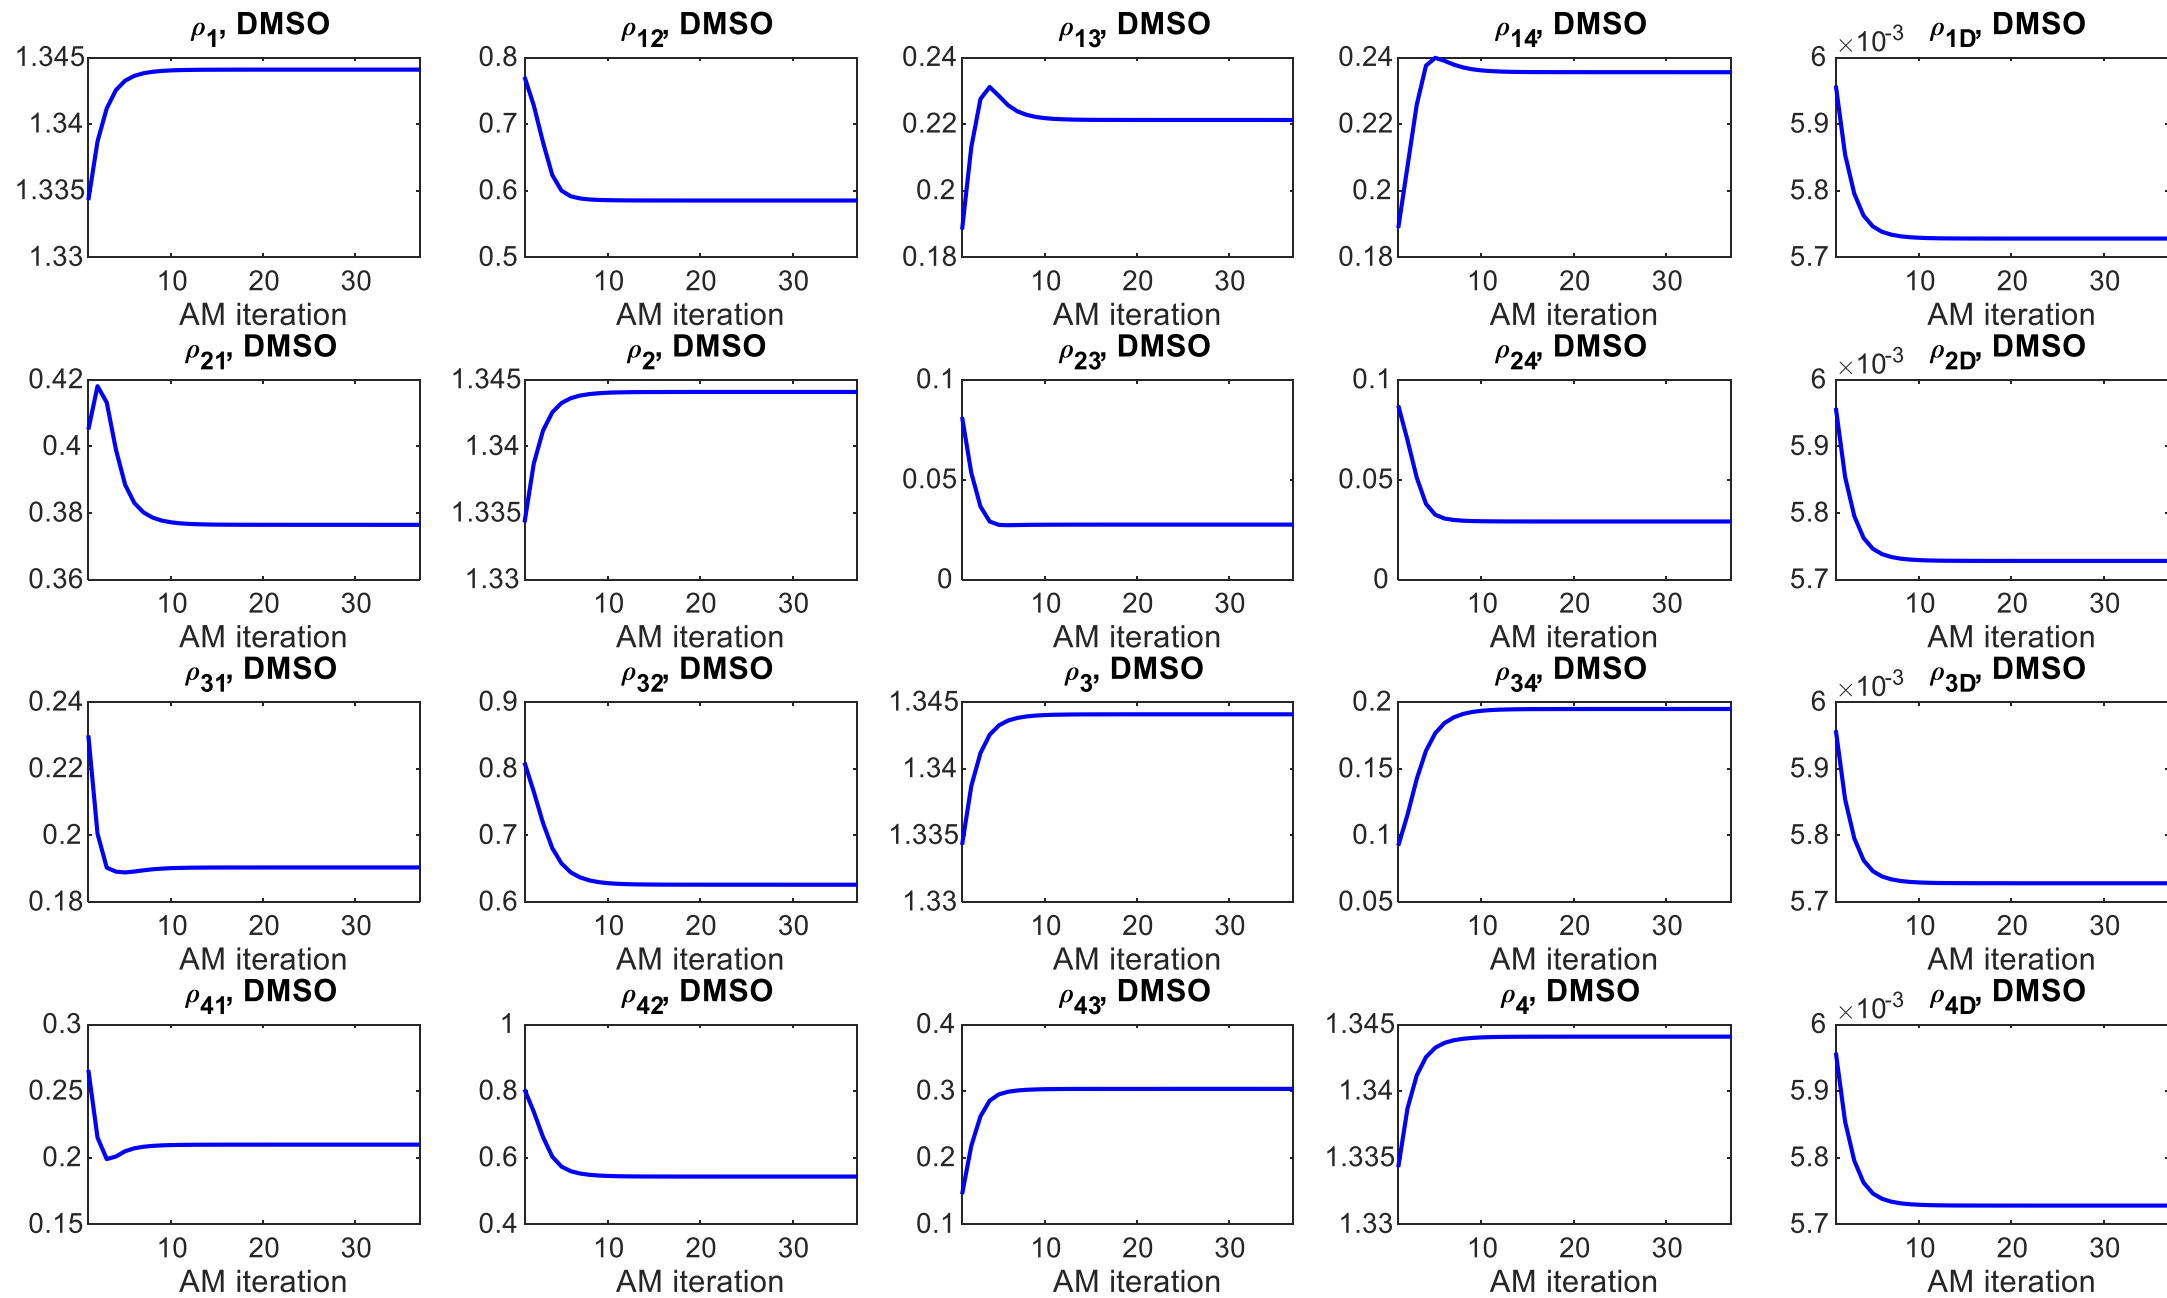 ρ1, DMSO
1.345
1.34
1.335
1.33
10 20 30
AM iteration
ρ12, DMSO
0.8
0.7
0.6
0.5
10 20 30
AM iteration
ρ13, DMSO
0.24
0.22
0.2
0.18
10 20 30
AM iteration
ρ14, DMSO
0.24
0.22
0.2
0.18
10 20 30
AM iteration
ρ1D, DMSO
×10-3
6
5.9
5.8
5.7
10 20 30
AM iteration
ρ21, DMSO
0.42
0.4
0.38
0.36
10 20 30
AM iteration
ρ2, DMSO
1.345
1.34
1.335
1.33
10 20 30
AM iteration
ρ23, DMSO
0.1
0.05
0
10 20 30
AM iteration
ρ24, DMSO
0.1
0.05
0
10 20 30
AM iteration
ρ2D, DMSO
×10-3
6
5.9
5.8
5.7
10 20 30
AM iteration
ρ31, DMSO
0.24
0.22
0.2
0.18
10 20 30
AM iteration
ρ32, DMSO
0.9
0.8
0.7
0.6
10 20 30
AM iteration
ρ3, DMSO
1.345
1.34
1.335
1.33
10 20 30
AM iteration
ρ34, DMSO
0.2
0.15
0.1
0.05
10 20 30
AM iteration
ρ3D, DMSO
×10-3
6
5.9
5.8
5.7
10 20 30
AM iteration
ρ41, DMSO
0.3
0.25
0.2
0.15
10 20 30
AM iteration
ρ42, DMSO
1
0.8
0.6
0.4
10 20 30
AM iteration
ρ43, DMSO
0.4
0.3
0.2
0.1
10 20 30
AM iteration
ρ4, DMSO
1.345
1.34
1.335
1.33
10 20 30
AM iteration
ρ4D, DMSO
×10-3
6
5.9
5.8
5.7
10 20 30
AM iteration